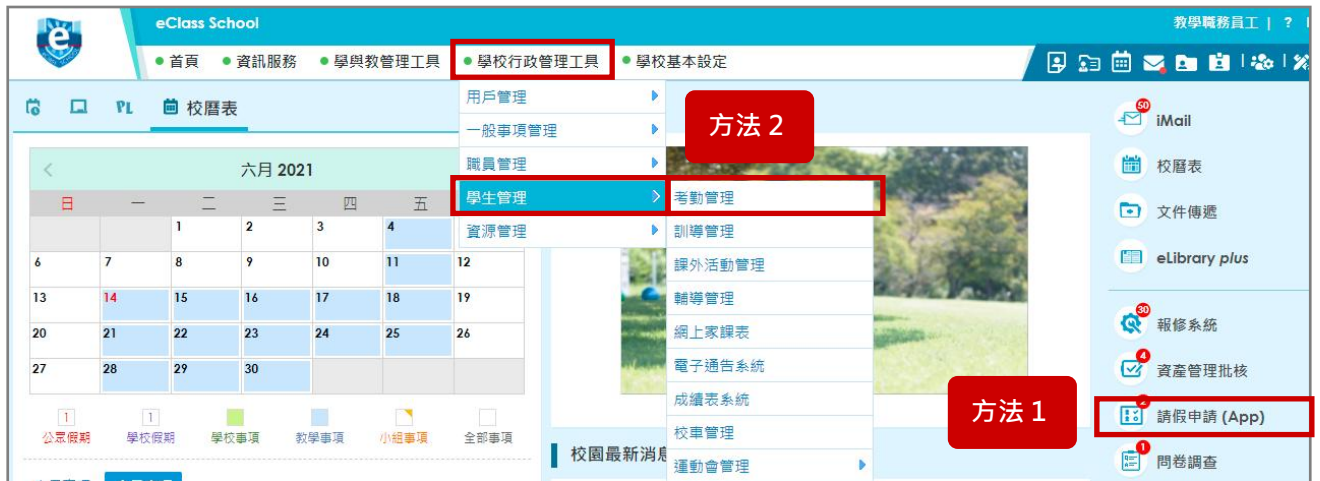 eClass School
教學職務員工 | ?
首頁 資訊服務 學與教管理工具 學校行政管理工具 學校基本設定
PL 校曆表
用戶管理
一般事項管理
職員管理
學生管理
資源管理
方法 2
考勤管理
訓導管理
課外活動管理
輔導管理
網上家課表
電子通告系統
成績表系統
校車管理
運動會管理
六月 2021
日 一 二 三 四 五
1 2 3 4
6 7 8 9 10 11 12
13 14 15 16 17 18 19
20 21 22 23 24 25 26
27 28 29 30
1 1
公眾假期 學校假期 學校事項 教學事項 小組事項 全部事項
校園最新消息
方法 1
50
iMail
校曆表
文件傳遞
eLibrary plus
30
報修系統
4
資產管理批核
2
請假申請 (App)
1
問卷調查